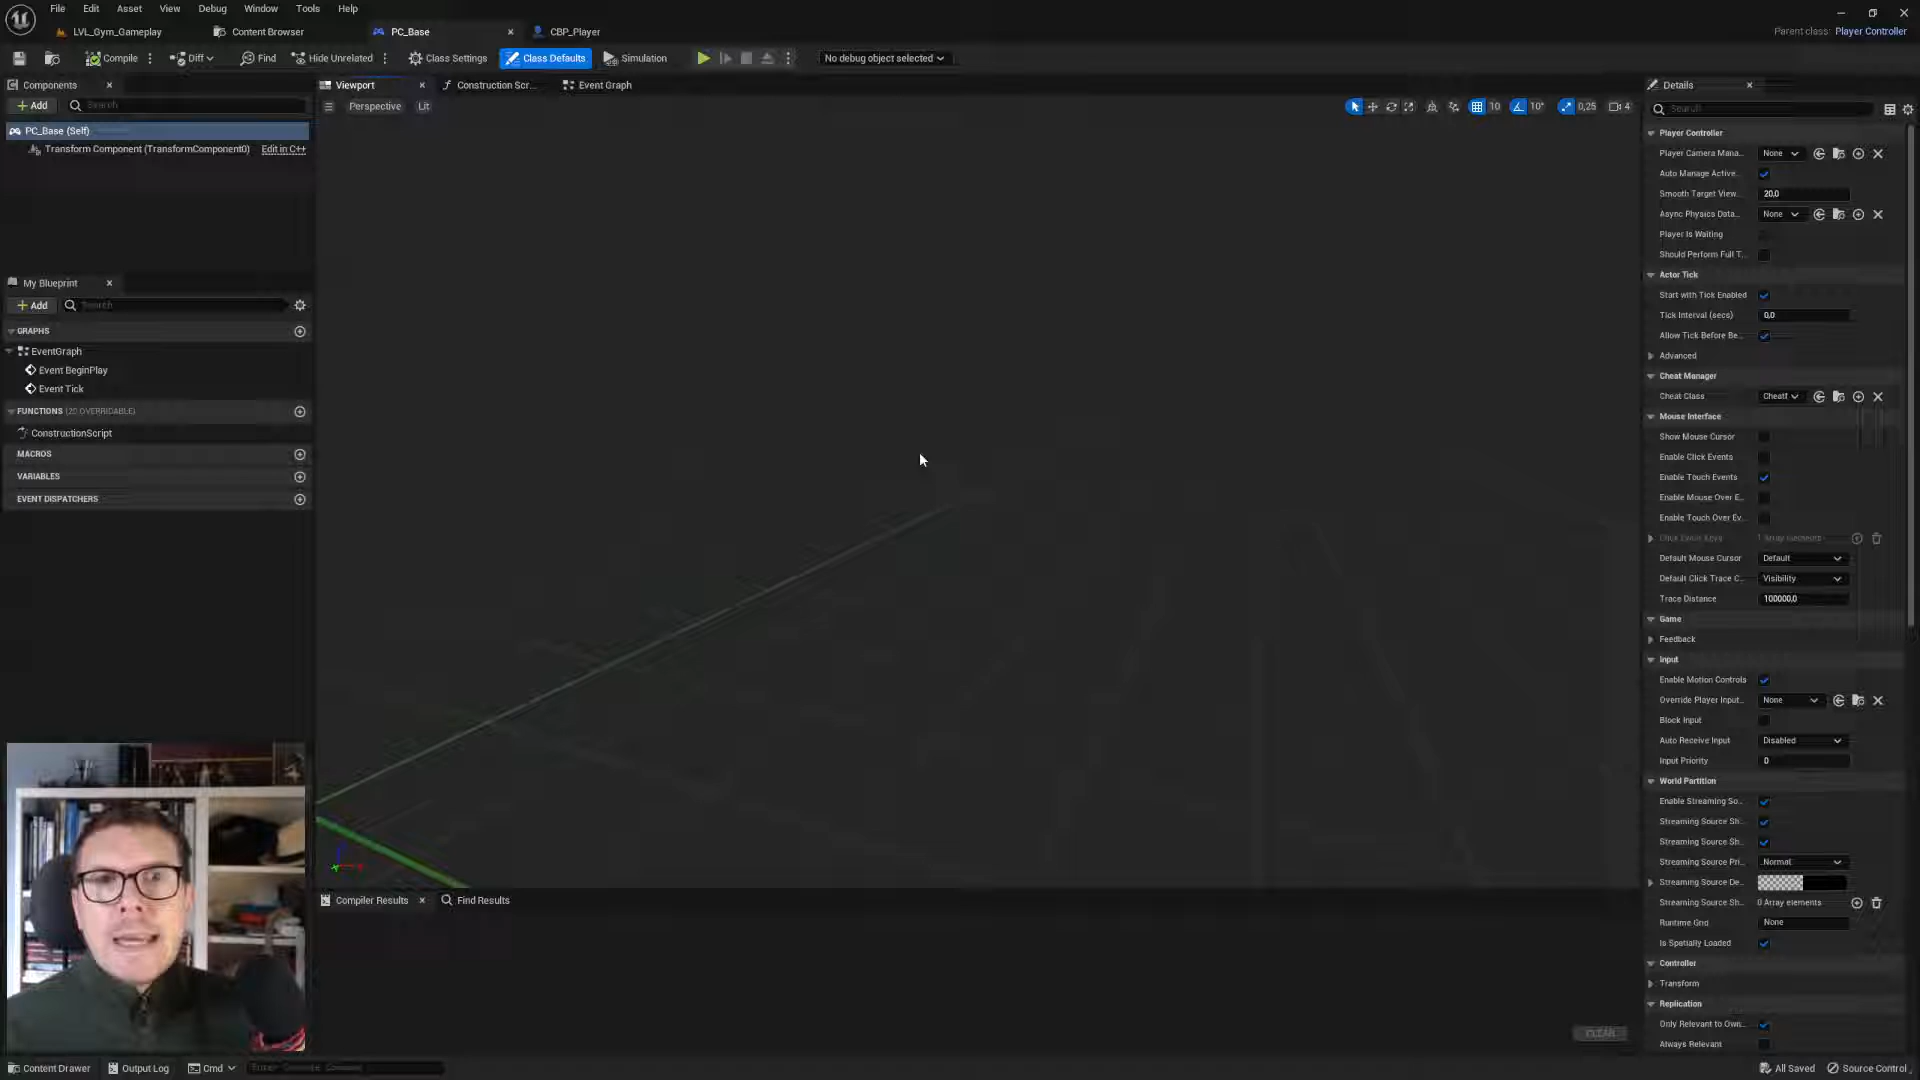 File Edit Asset View Debug Window Tools Help
LVL_Gym_Gameplay Content Browser PC_Base CBP_Player
Parent class: Player Controller
Compile Diff Find Hide Unrelated Class Settings Class Defaults Simulation No debug object selected
Components
Add Search
PC_Base (Self)
Transform Component (TransformComponent0) Edit in C++
My Blueprint
Add Search
GRAPHS
EventGraph
Event BeginPlay
Event Tick
FUNCTIONS (20 OVERRIDABLE)
ConstructionScript
MACROS
VARIABLES
EVENT DISPATCHERS
Viewport Construction Scr... Event Graph
Perspective Lit
10 10° 0,25 4
Compiler Results Find Results
CLEAR
Details
Search
Player Controller
Player Camera Mana... None
Auto Manage Active...
Smooth Target View... 20,0
Async Physics Data... None
Player Is Waiting
Should Perform Full T...
Actor Tick
Start with Tick Enabled
Tick Interval (secs) 0,0
Allow Tick Before Be...
Advanced
Cheat Manager
Cheat Class CheatM
Mouse Interface
Show Mouse Cursor
Enable Click Events
Enable Touch Events
Enable Mouse Over E...
Enable Touch Over Ev...
Click Event Keys 1 Array elements
Default Mouse Cursor Default
Default Click Trace C... Visibility
Trace Distance 100000,0
Game
Feedback
Input
Enable Motion Controls
Override Player Input... None
Block Input
Auto Receive Input Disabled
Input Priority 0
World Partition
Enable Streaming So...
Streaming Source Sh...
Streaming Source Sh...
Streaming Source Pri... Normal
Streaming Source De...
Streaming Source Sh... 0 Array elements
Runtime Grid None
Is Spatially Loaded
Controller
Transform
Replication
Only Relevant to Own...
Always Relevant
Content Drawer Output Log Cmd Enter Console Command
All Saved Source Control